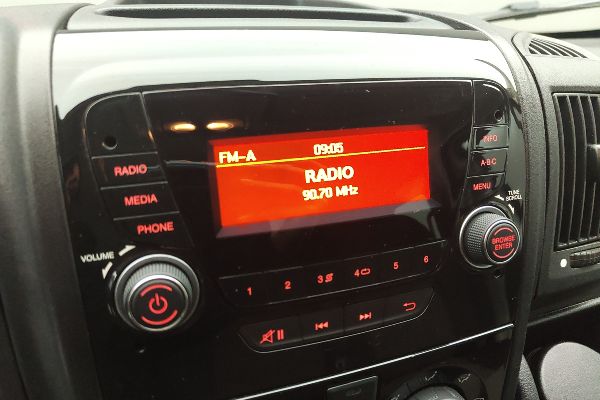 FM-A 09:05
RADIO
90.70 MHz
RADIO
MEDIA
PHONE
VOLUME
INFO
A-B-C
MENU
TUNE
SCROLL
BROWSE
ENTER
1 2 3 4 5 6